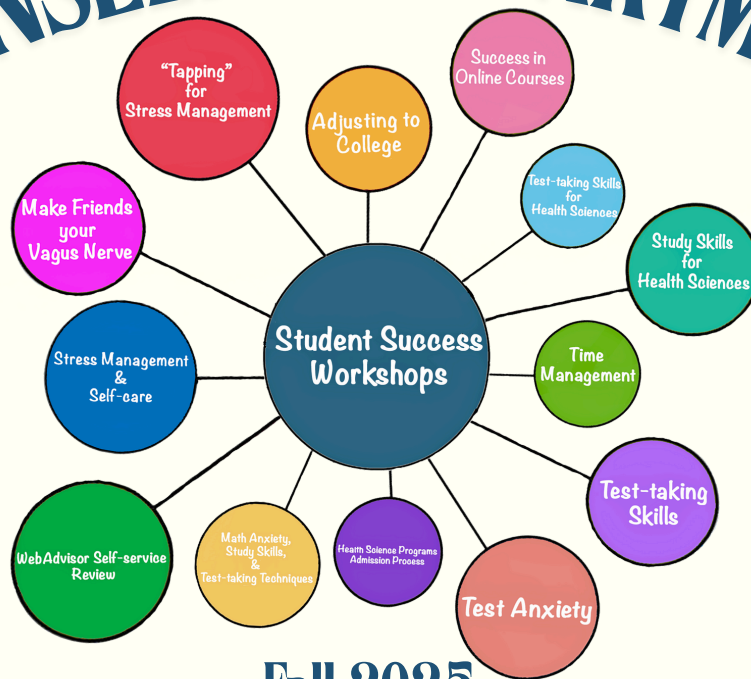 "Tapping"
for
Stress Management
Adjusting to
College
Success in
Online Courses
Test-taking Skills
for
Health Sciences
Study Skills
for
Health Sciences
Make Friends
your
Vagus Nerve
Student Success
Workshops
Time
Management
Stress Management
&
Self-care
Test-taking
Skills
WebAdvisor Self-service
Review
Math Anxiety,
Study Skills,
&
Test-taking Techniques
Health Science Programs
Admission Process
Test Anxiety
Fall 2025